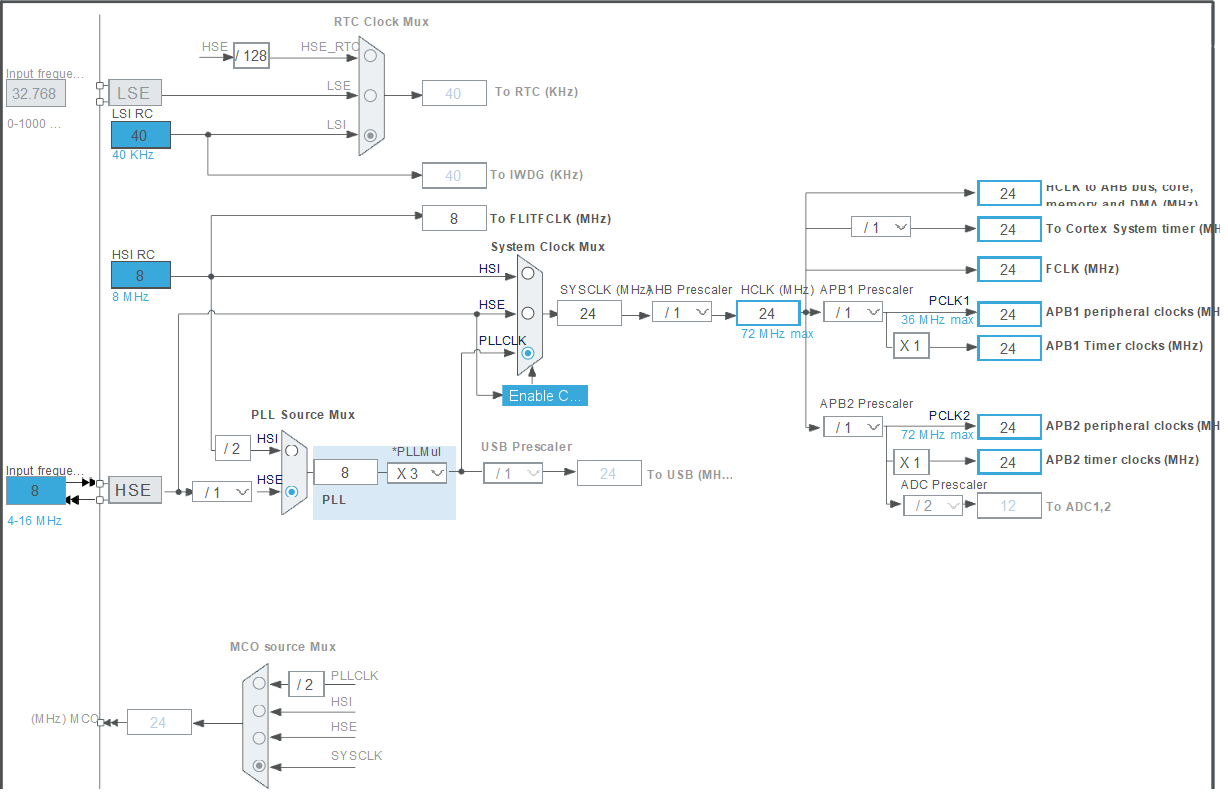 RTC Clock Mux
HSE
/ 128
HSE_RTC
Input freque...
32.768
0-1000 ...
LSE
LSE
40
To RTC (KHz)
LSI RC
40
40 KHz
LSI
40
To IWDG (KHz)
8
To FLITFCLK (MHz)
HSI RC
8
8 MHz
System Clock Mux
HSI
HSE
PLLCLK
Enable C...
SYSCLK (MHz)
24
AHB Prescaler
/ 1
HCLK (MHz)
24
72 MHz max
24
HCLK to AHB bus, core,
memory and DMA (MHz)
/ 1
24
To Cortex System timer (MH
24
FCLK (MHz)
APB1 Prescaler
/ 1
PCLK1
36 MHz max
24
APB1 peripheral clocks (MH
X 1
24
APB1 Timer clocks (MHz)
APB2 Prescaler
/ 1
PCLK2
72 MHz max
24
APB2 peripheral clocks (MH
X 1
24
APB2 timer clocks (MHz)
ADC Prescaler
/ 2
12
To ADC1,2
PLL Source Mux
/ 2
HSI
Input freque...
8
4-16 MHz
HSE
/ 1
HSE
8
*PLLMul
X 3
PLL
USB Prescaler
/ 1
24
To USB (MH...
MCO source Mux
/ 2
PLLCLK
HSI
HSE
SYSCLK
(MHz) MCO
24